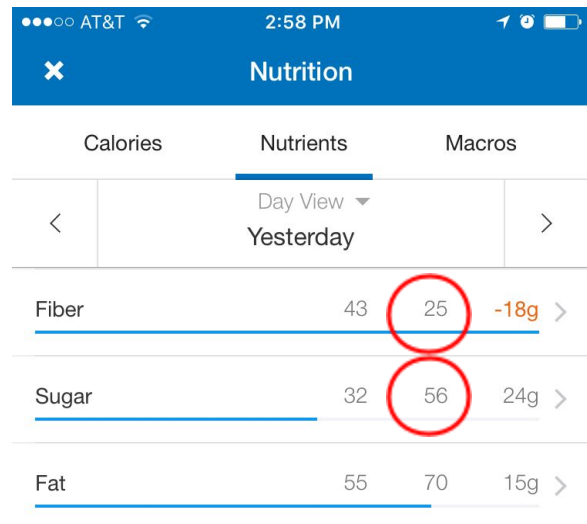 AT&T 2:58 PM
Nutrition
Calories Nutrients Macros
Day View
Yesterday
Fiber 43 25 -18g
Sugar 32 56 24g
Fat 55 70 15g